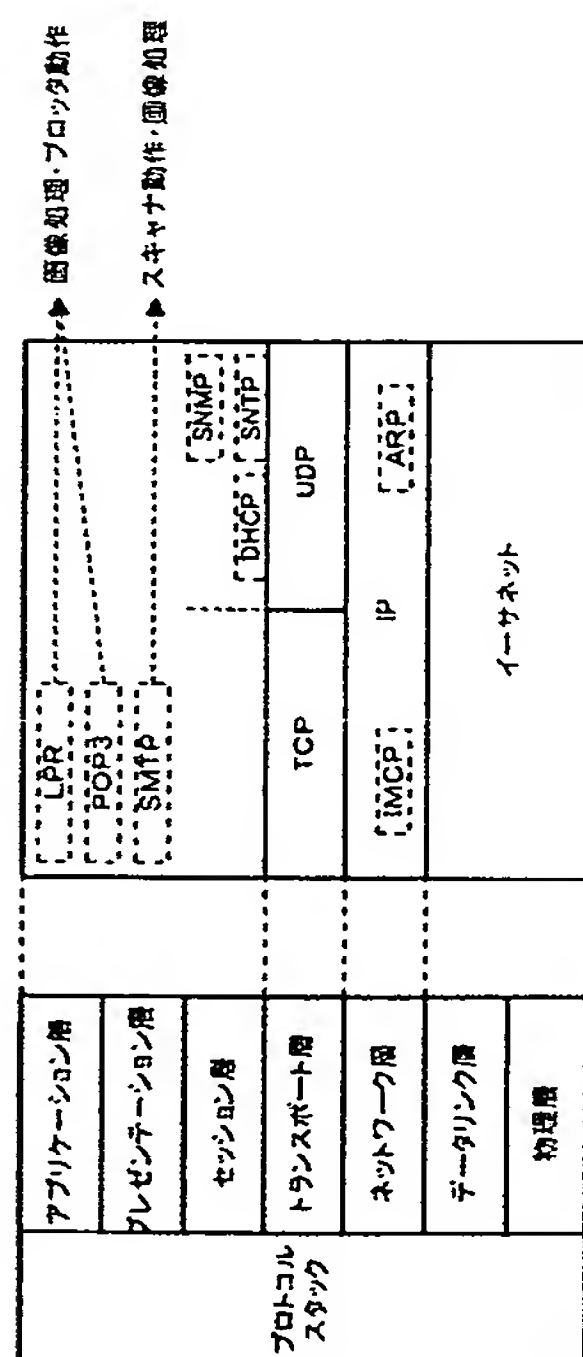 プロトコル
スタック
アプリケーション層
プレゼンテーション層
セッション層
トランスポート層
ネットワーク層
データリンク層
物理層
LPR
POP3
SMTP
DHCP
SNMP
SNTP
TCP
UDP
IMCP
IP
ARP
イーサネット
画像処理・プロッタ動作
スキャナ動作・画像処理